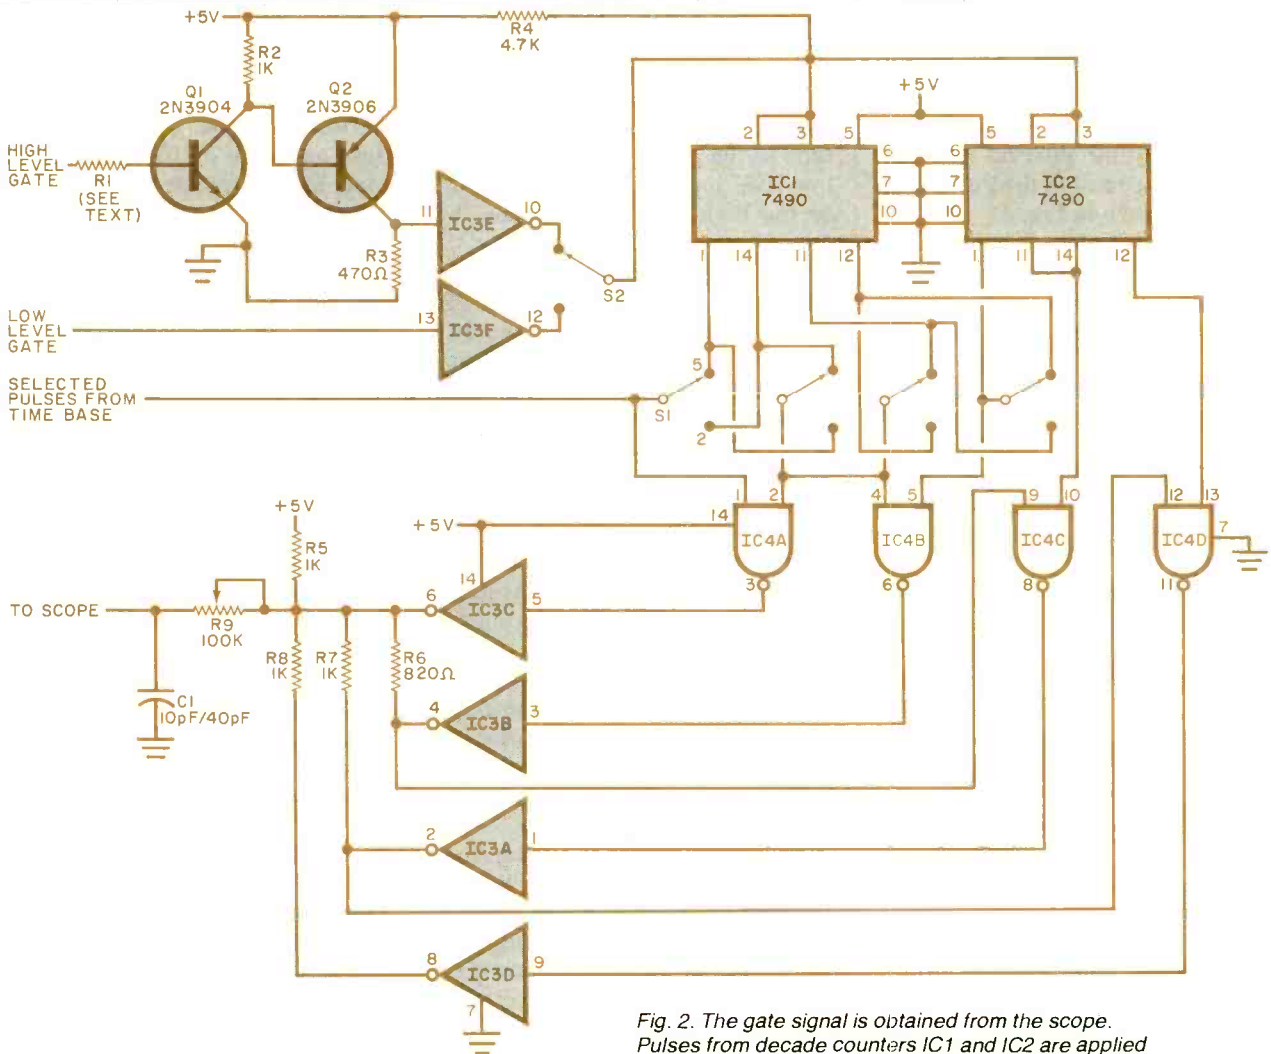 +5V
R4
4.7K
R2
1K
Q1
2N3904
Q2
2N3906
+5V
HIGH
LEVEL
GATE
R1
(SEE
TEXT)
11
IC3E
10
R3
470Ω
S2
LOW
LEVEL
GATE
13
IC3F
12
2
3
5
IC1
7490
6
7
10
1
14
11
12
5
2
3
6
7
10
IC2
7490
1
11
14
12
SELECTED
PULSES FROM
TIME BASE
5
S1
2
1
2
14
IC4A
3
4
5
IC4B
6
9
10
IC4C
8
12
13
7
IC4D
11
+5V
R5
1K
+5V
14
6
IC3C
5
TO SCOPE
R9
100K
R8
1K
R7
1K
R6
820Ω
C1
10pF/40pF
4
IC3B
3
2
IC3A
1
8
IC3D
9
7
Fig. 2. The gate signal is obtained from the scope.
Pulses from decade counters IC1 and IC2 are applied